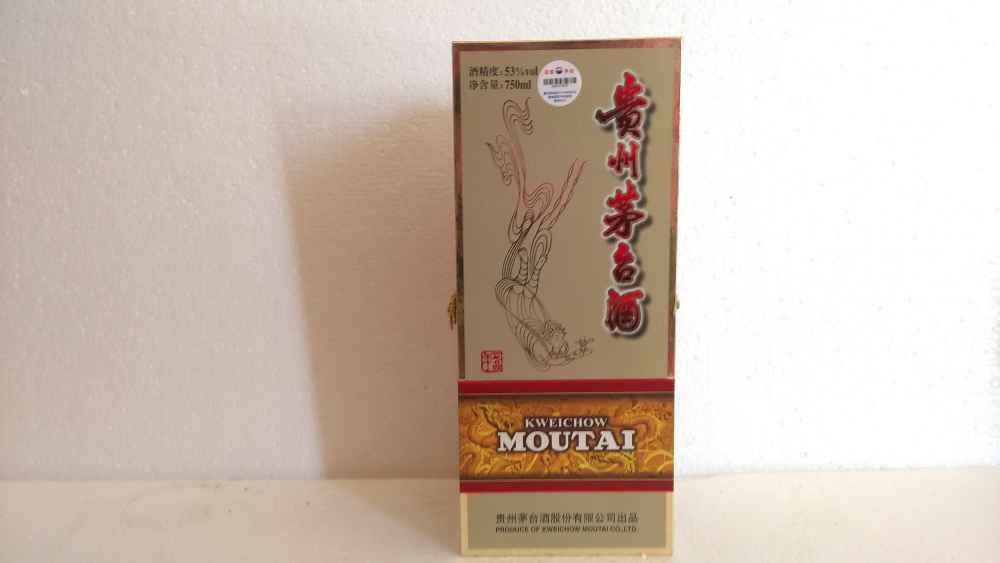 酒精度:53%vol
净含量:750ml
貴州茅台酒
KWEICHOW
MOUTAI
贵州茅台酒股份有限公司出品
PRODUCE OF KWEICHOW MOUTAI CO.,LTD.